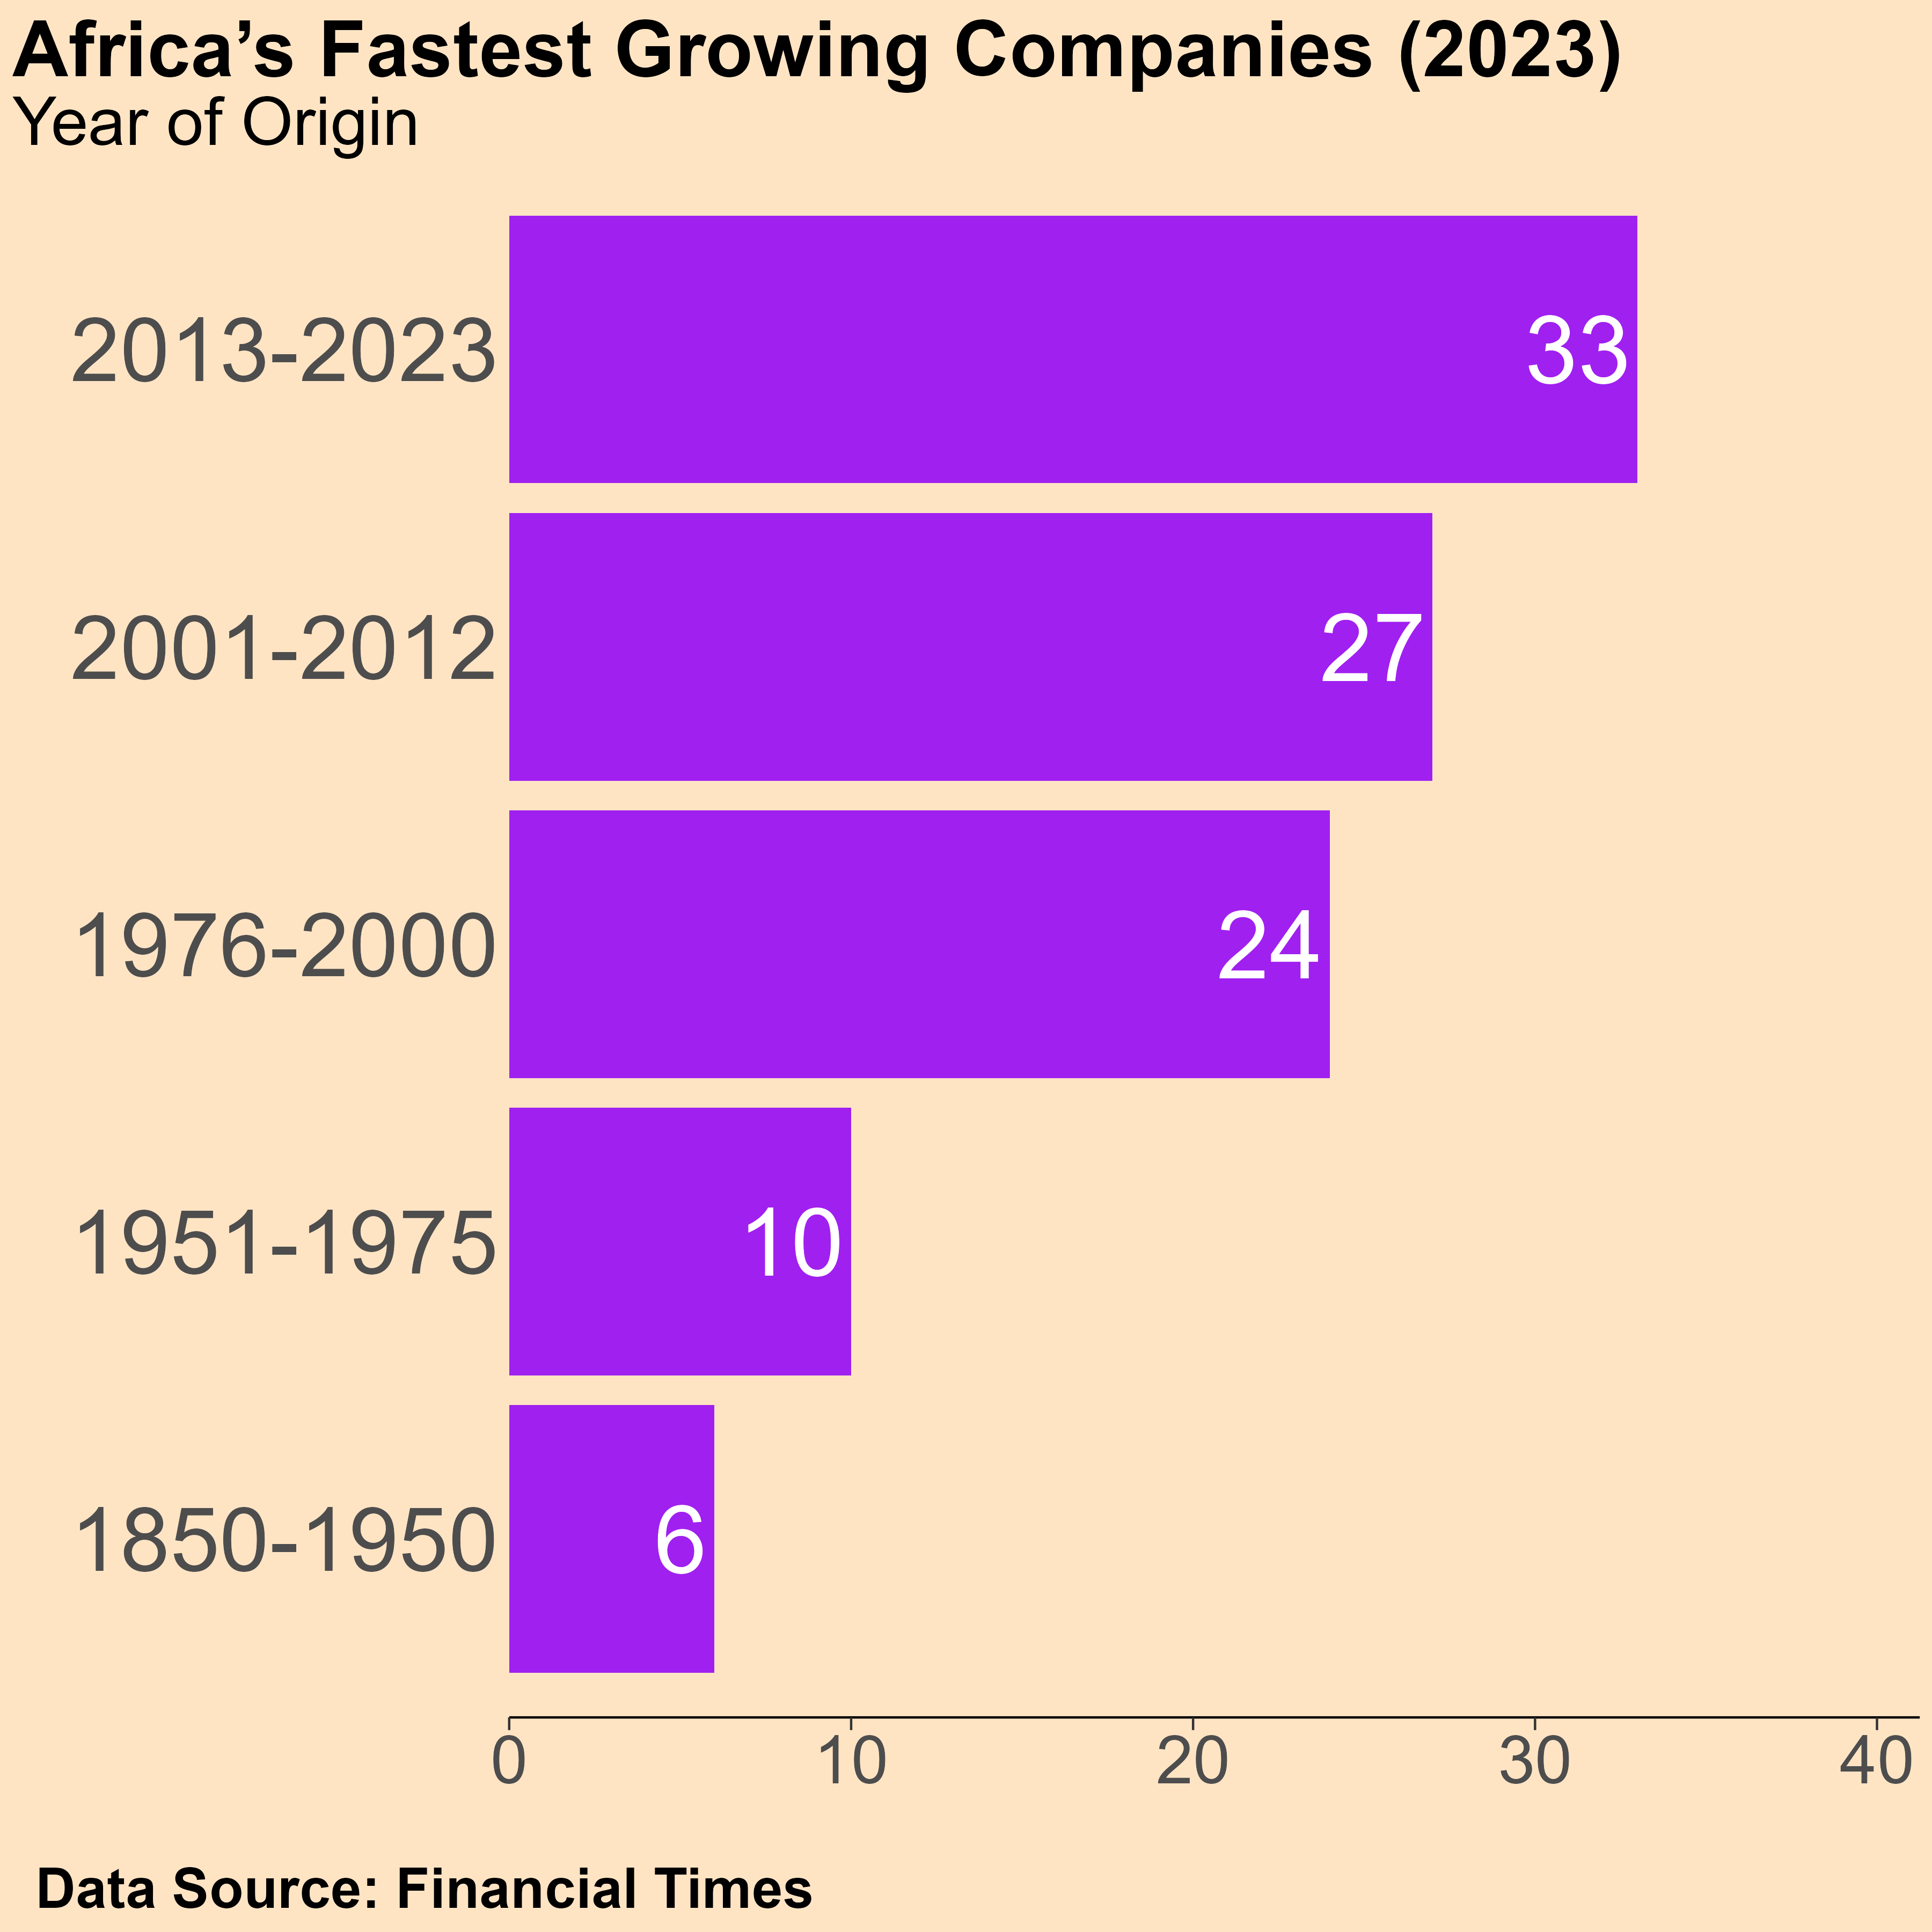 Africa’s Fastest Growing Companies (2023)
Year of Origin
2013-2023
33
2001-2012
27
1976-2000
24
1951-1975
10
1850-1950
6
0 10 20 30 40
Data Source: Financial Times